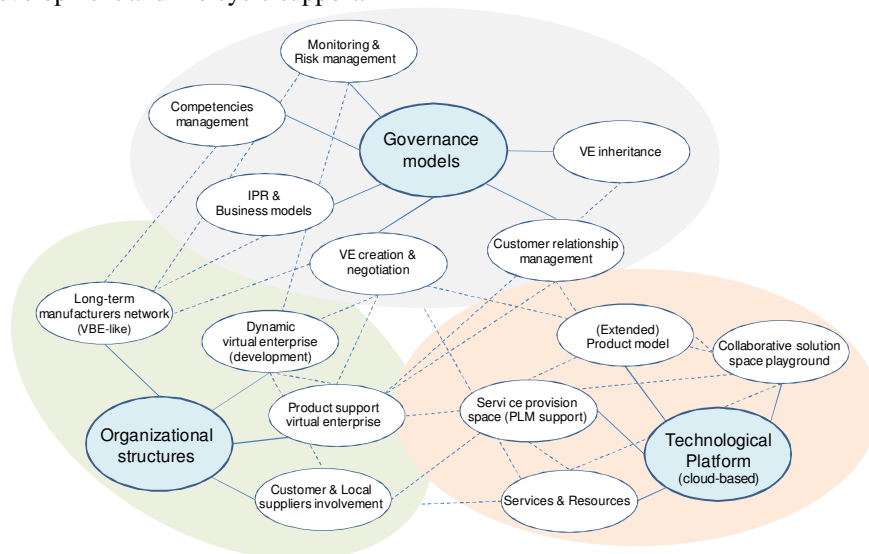 Monitoring &
Risk management
Competencies
management
Governance
models
VE inheritance
IPR &
Business models
VE creation &
negotiation
Customer relationship
management
Long-term
manufacturers network
(VBE-like)
Dynamic
virtual enterprise
(development)
(Extended)
Product model
Collaborative solution
space playground
Product support
virtual enterprise
Service provision
space (PLM support)
Organizational
structures
Technological
Platform
(cloud-based)
Customer & Local
suppliers involvement
Services & Resources